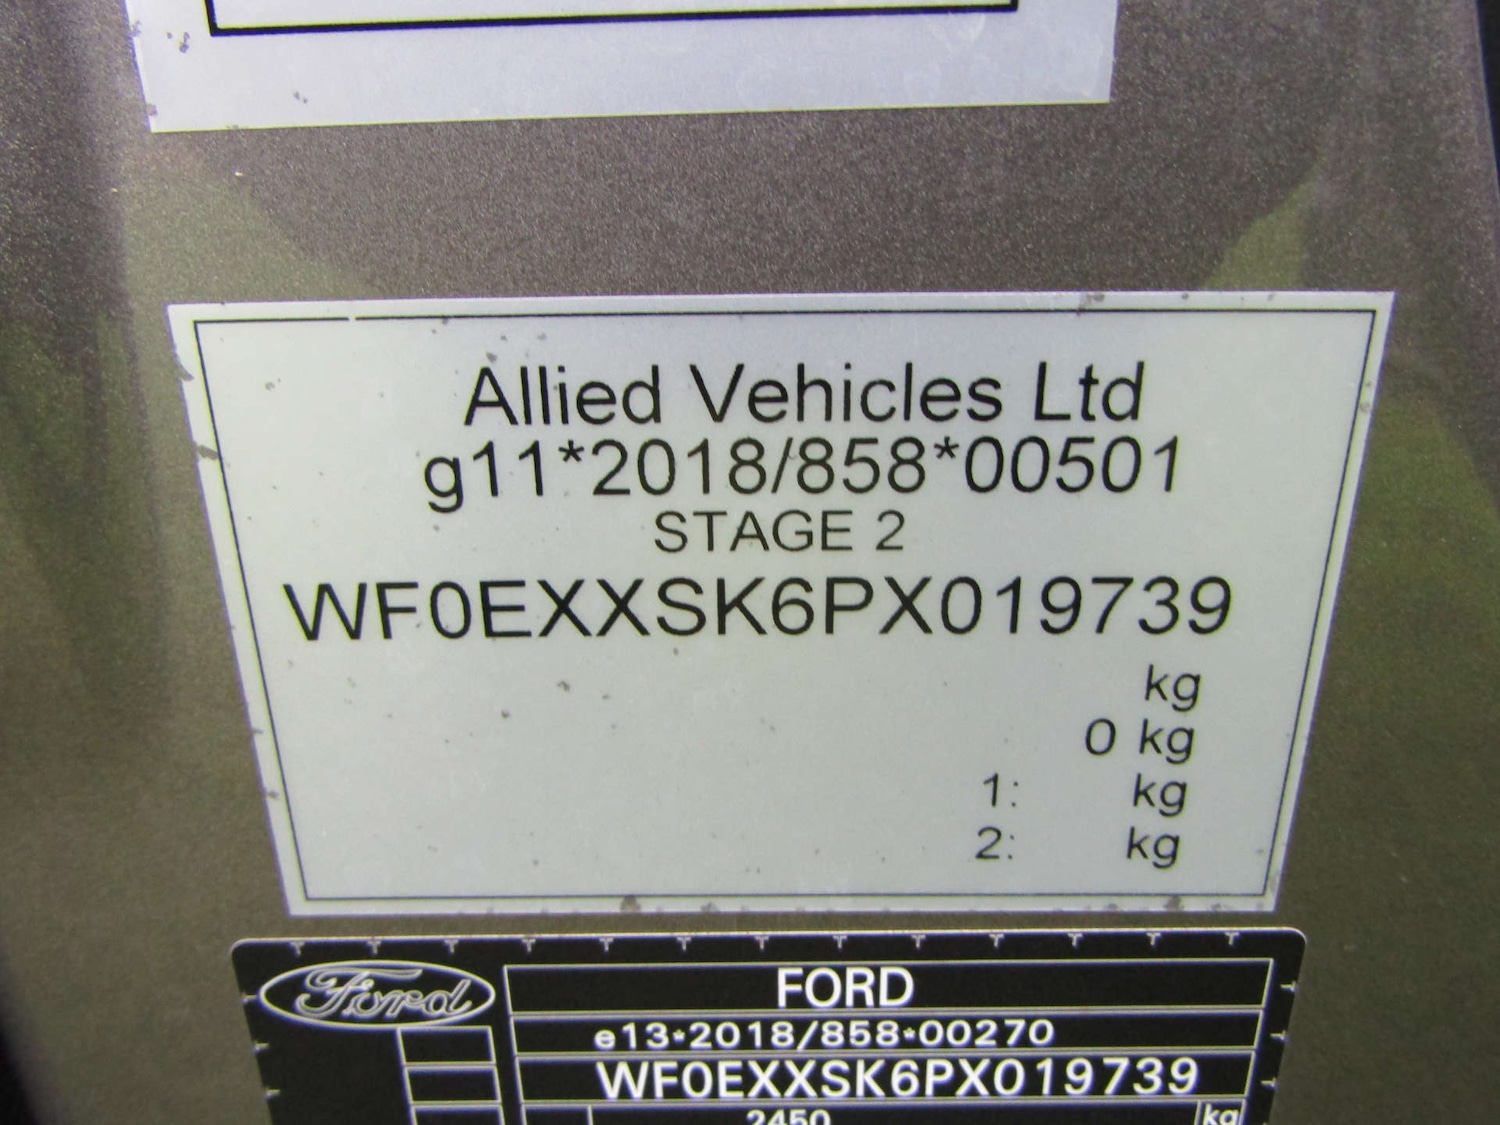 Allied Vehicles Ltd
g11*2018/858*00501
STAGE 2
WF0EXXSK6PX019739
kg
0 kg
1: kg
2: kg
Ford
FORD
e13*2018/858*00270
WF0EXXSK6PX019739
2450 kg